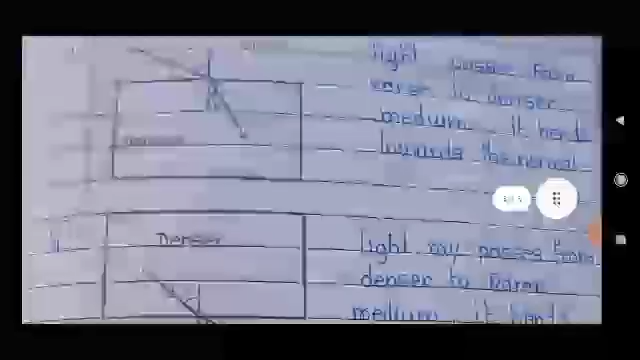 light passes from
rarer to denser
medium, it bends
towards the normal
Denser
light ray passes from
denser to rarer
medium, it bends